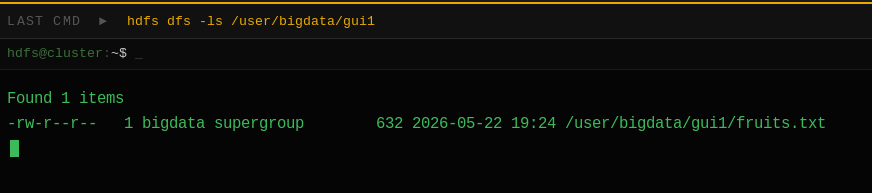 LAST CMD ► hdfs dfs -ls /user/bigdata/gui1
hdfs@cluster:~$ _
Found 1 items
-rw-r--r--   1 bigdata supergroup        632 2026-05-22 19:24 /user/bigdata/gui1/fruits.txt